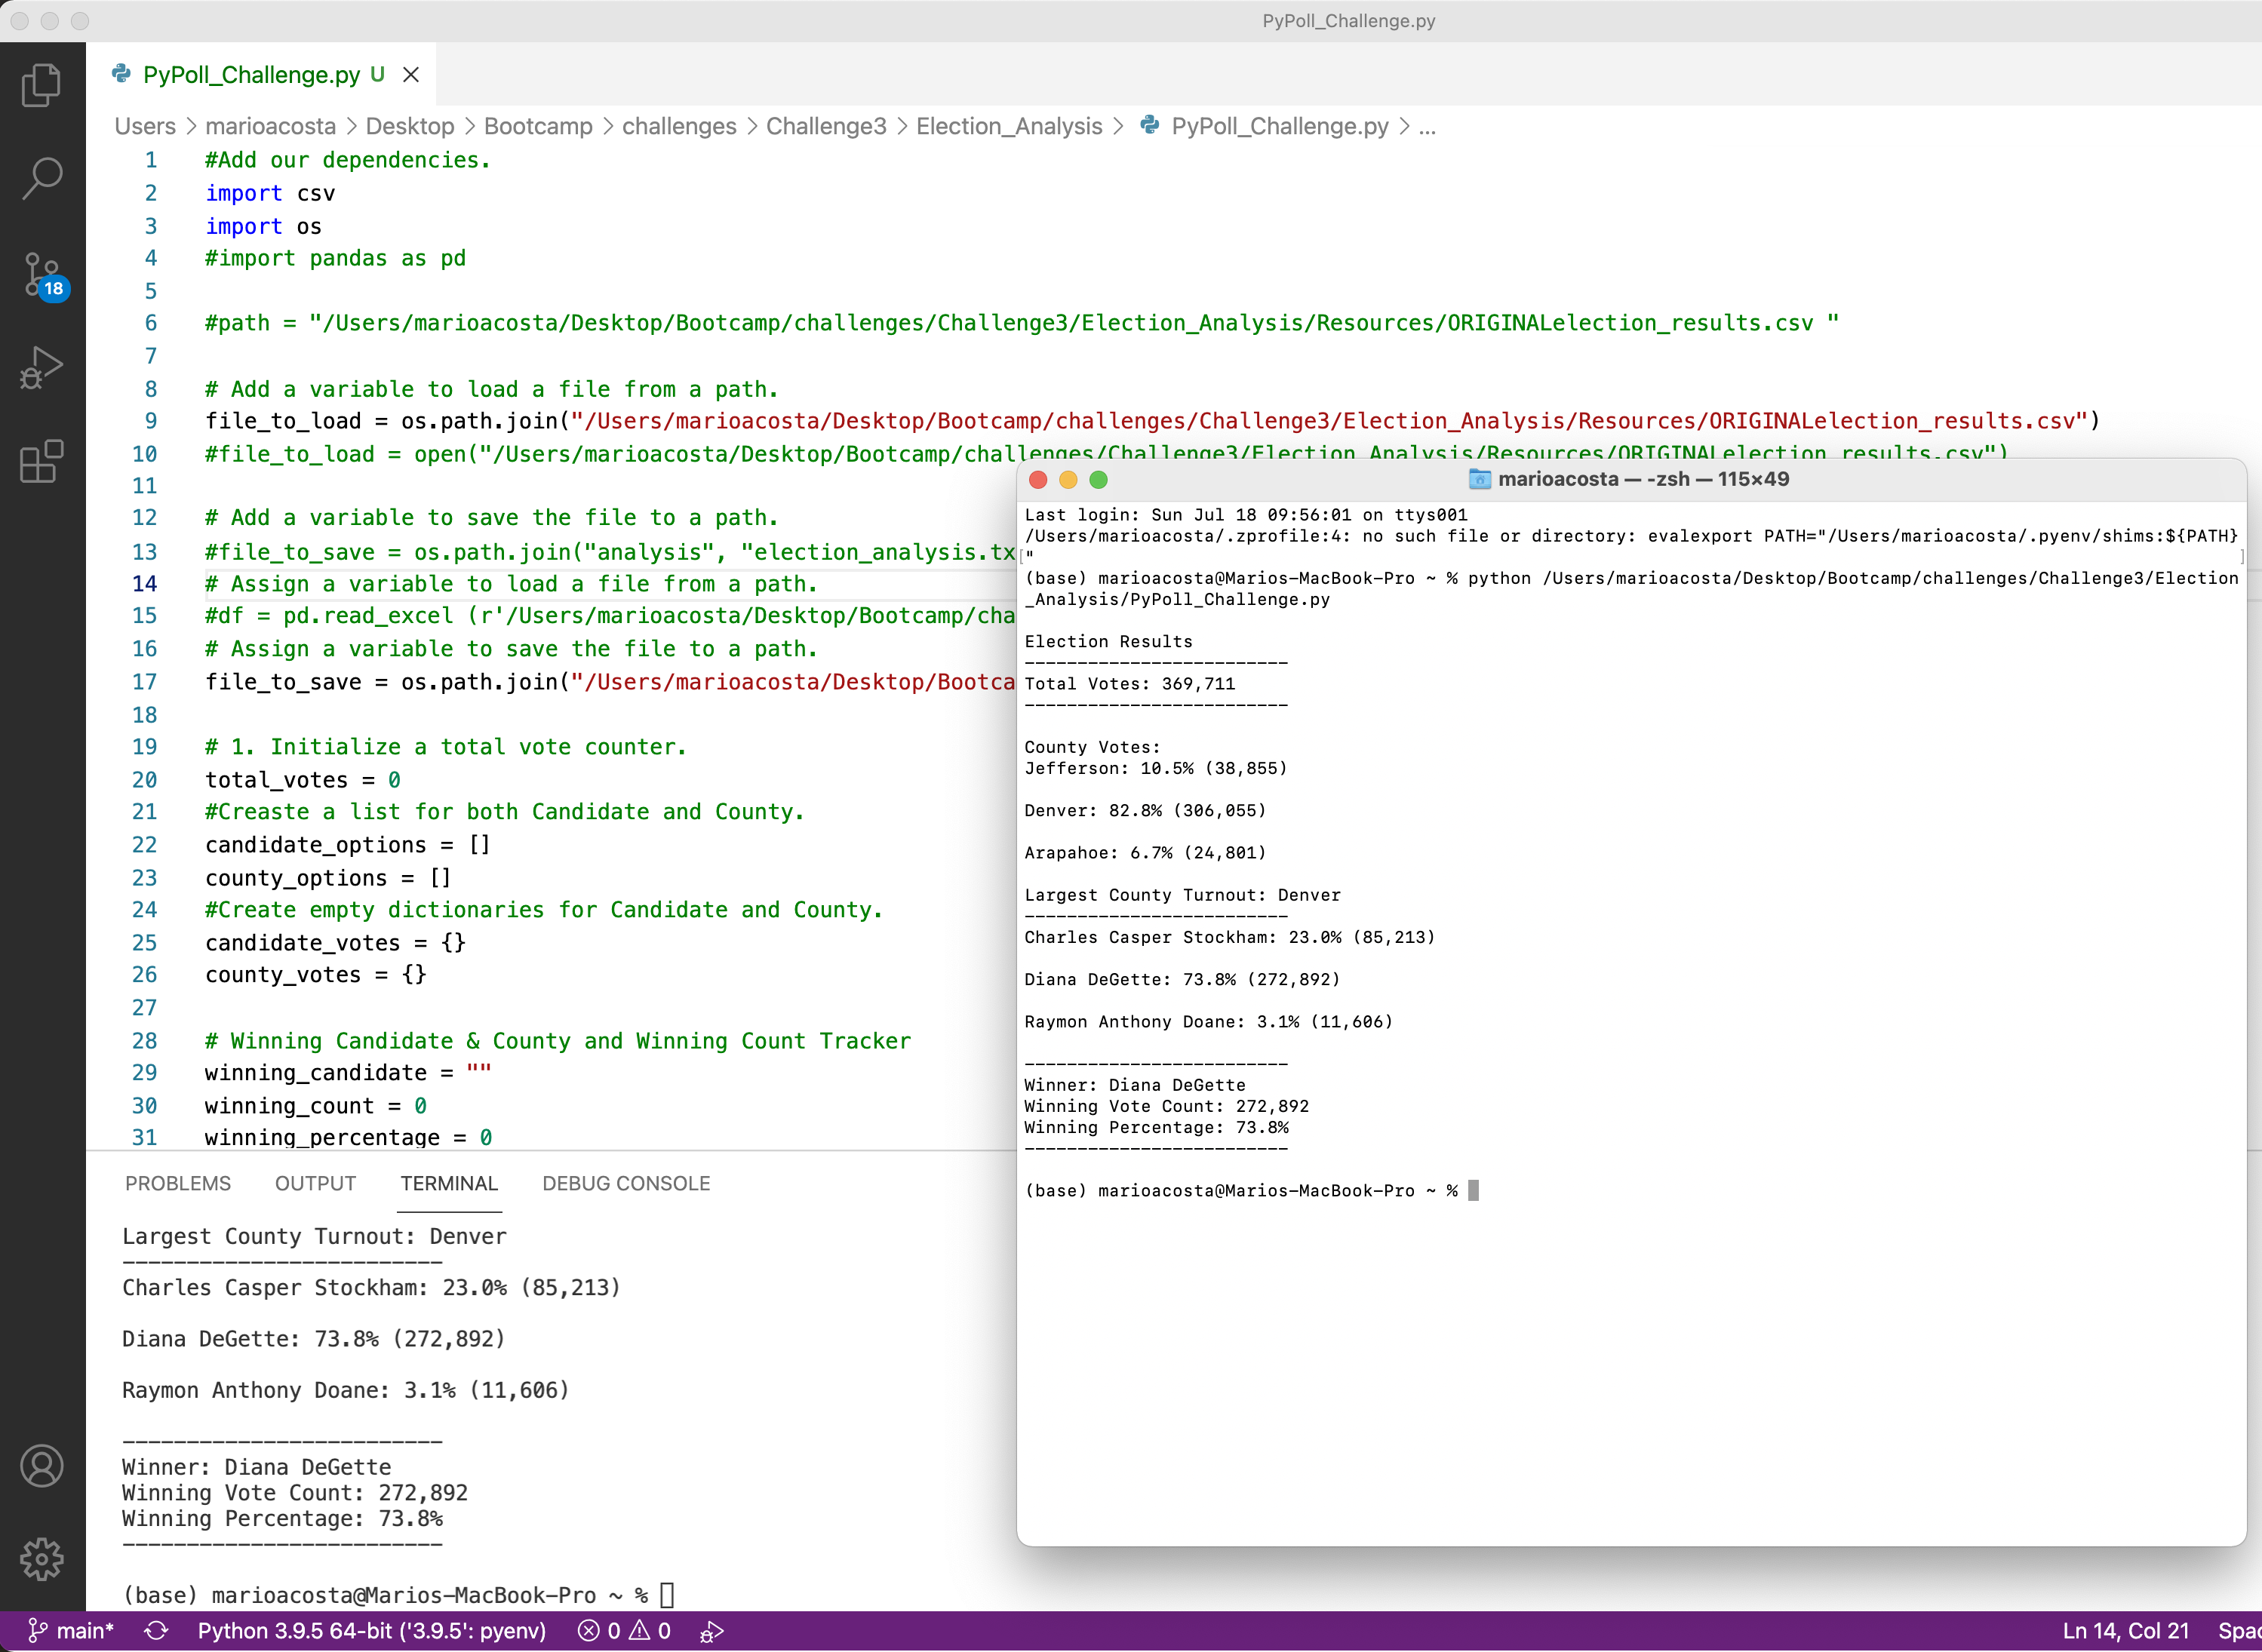 PyPoll_Challenge.py
PyPoll_Challenge.py U
Users > marioacosta > Desktop > Bootcamp > challenges > Challenge3 > Election_Analysis > PyPoll_Challenge.py > ...
1 #Add our dependencies.
2 import csv
3 import os
4 #import pandas as pd
5
6 #path = "/Users/marioacosta/Desktop/Bootcamp/challenges/Challenge3/Election_Analysis/Resources/ORIGINALelection_results.csv "
7
8 # Add a variable to load a file from a path.
9 file_to_load = os.path.join("/Users/marioacosta/Desktop/Bootcamp/challenges/Challenge3/Election_Analysis/Resources/ORIGINALelection_results.csv")
10 #file_to_load = open("/Users/marioacosta/Desktop/Bootcamp/challenges/Challenge3/Election_Analysis/Resources/ORIGINALelection_results.csv")
11
12 # Add a variable to save the file to a path.
13 #file_to_save = os.path.join("analysis", "election_analysis.tx
14 # Assign a variable to load a file from a path.
15 #df = pd.read_excel (r'/Users/marioacosta/Desktop/Bootcamp/cha
16 # Assign a variable to save the file to a path.
17 file_to_save = os.path.join("/Users/marioacosta/Desktop/Bootca
18
19 # 1. Initialize a total vote counter.
20 total_votes = 0
21 #Creaste a list for both Candidate and County.
22 candidate_options = []
23 county_options = []
24 #Create empty dictionaries for Candidate and County.
25 candidate_votes = {}
26 county_votes = {}
27
28 # Winning Candidate & County and Winning Count Tracker
29 winning_candidate = ""
30 winning_count = 0
31 winning_percentage = 0
18
PROBLEMS OUTPUT TERMINAL DEBUG CONSOLE
Largest County Turnout: Denver
-------------------------
Charles Casper Stockham: 23.0% (85,213)
Diana DeGette: 73.8% (272,892)
Raymon Anthony Doane: 3.1% (11,606)
-------------------------
Winner: Diana DeGette
Winning Vote Count: 272,892
Winning Percentage: 73.8%
-------------------------
(base) marioacosta@Marios-MacBook-Pro ~ %
marioacosta — -zsh — 115×49
Last login: Sun Jul 18 09:56:01 on ttys001
/Users/marioacosta/.zprofile:4: no such file or directory: evalexport PATH="/Users/marioacosta/.pyenv/shims:${PATH}
"
(base) marioacosta@Marios-MacBook-Pro ~ % python /Users/marioacosta/Desktop/Bootcamp/challenges/Challenge3/Election
_Analysis/PyPoll_Challenge.py
Election Results
-------------------------
Total Votes: 369,711
-------------------------
County Votes:
Jefferson: 10.5% (38,855)
Denver: 82.8% (306,055)
Arapahoe: 6.7% (24,801)
Largest County Turnout: Denver
-------------------------
Charles Casper Stockham: 23.0% (85,213)
Diana DeGette: 73.8% (272,892)
Raymon Anthony Doane: 3.1% (11,606)
-------------------------
Winner: Diana DeGette
Winning Vote Count: 272,892
Winning Percentage: 73.8%
-------------------------
(base) marioacosta@Marios-MacBook-Pro ~ %
main* Python 3.9.5 64-bit ('3.9.5': pyenv) 0 0 Ln 14, Col 21 Spac